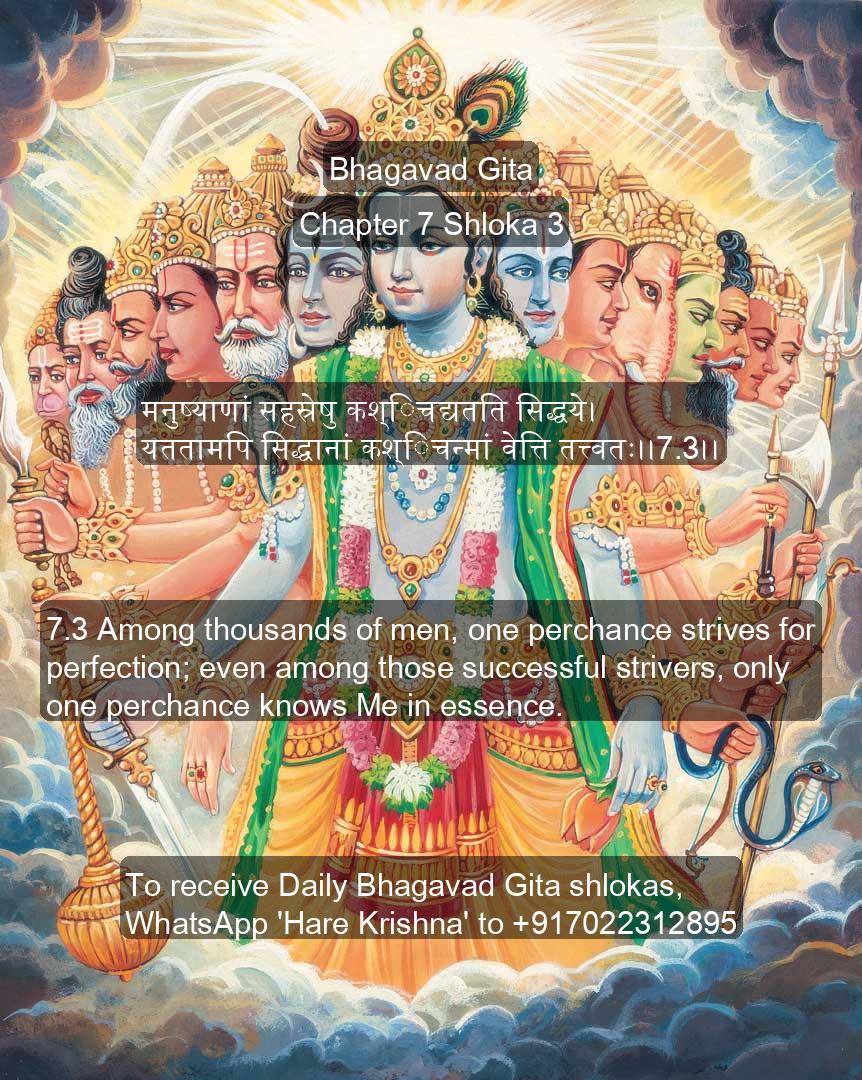 Bhagavad Gita
Chapter 7 Shloka 3
मनुष्याणां सहस्रेषु कश्िचद्यतति सिद्धये।
यततामपि सिद्धानां कश्िचन्मां वेत्ति तत्त्वतः।।7.3।।
7.3 Among thousands of men, one perchance strives for
perfection; even among those successful strivers, only
one perchance knows Me in essence.
To receive Daily Bhagavad Gita shlokas,
WhatsApp 'Hare Krishna' to +917022312895